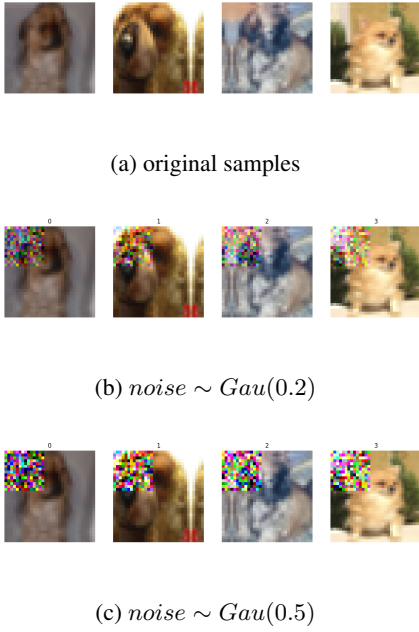 (a) original samples
0 1 2 3
(b) noise ∼ Gau(0.2)
0 1 2 3
(c) noise ∼ Gau(0.5)